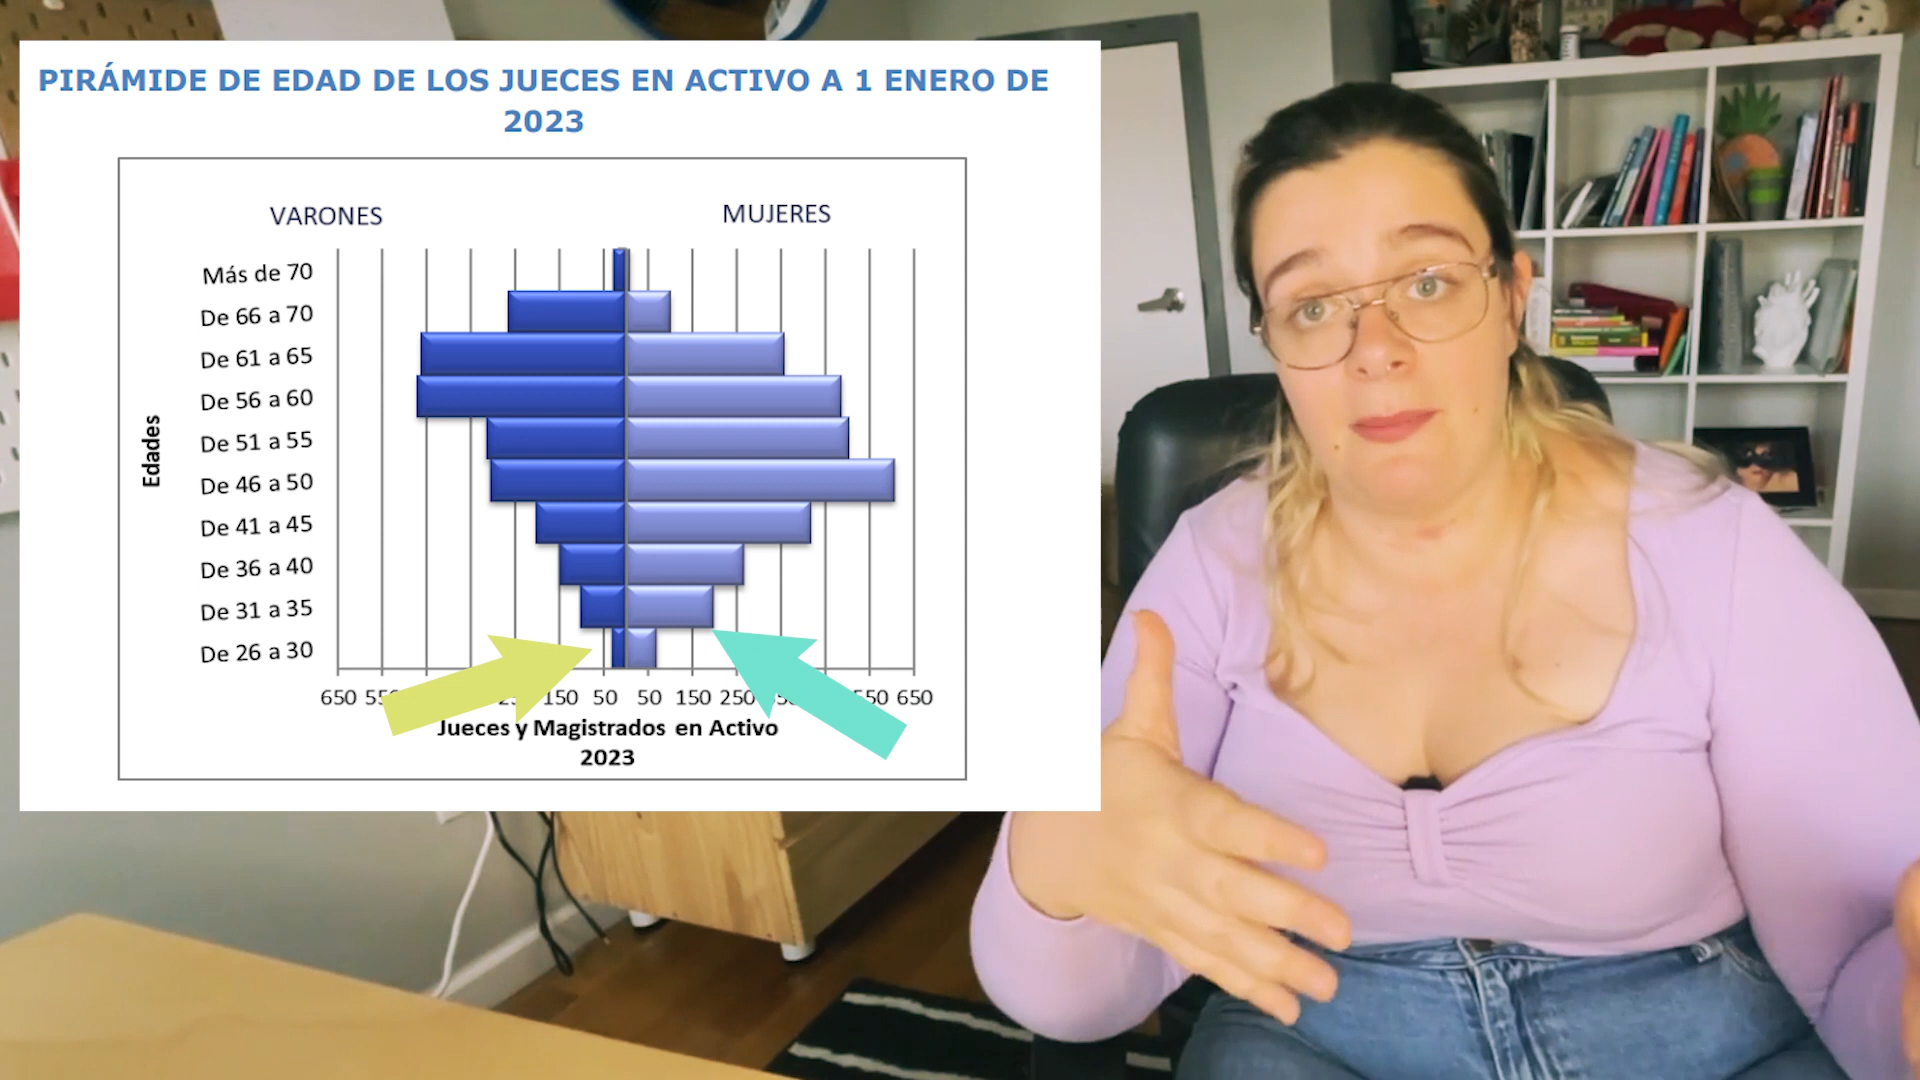 PIRÁMIDE DE EDAD DE LOS JUECES EN ACTIVO A 1 ENERO DE
2023
VARONES
MUJERES
Más de 70
De 66 a 70
De 61 a 65
De 56 a 60
De 51 a 55
De 46 a 50
De 41 a 45
De 36 a 40
De 31 a 35
De 26 a 30
Edades
650 150 50 50 150 250 650
Jueces y Magistrados en Activo
2023